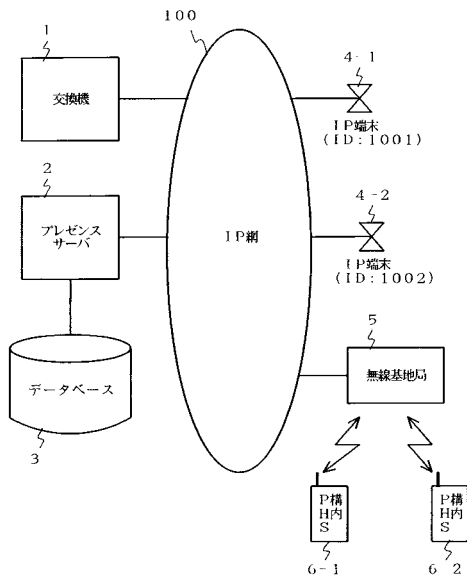 1
交換機
100
4-1
IP端末
(ID:1001)
2
プレゼンス
サーバ
IP網
4-2
IP端末
(ID:1002)
データベース
3
5
無線基地局
構内
PHS
6-1
構内
PHS
6-2